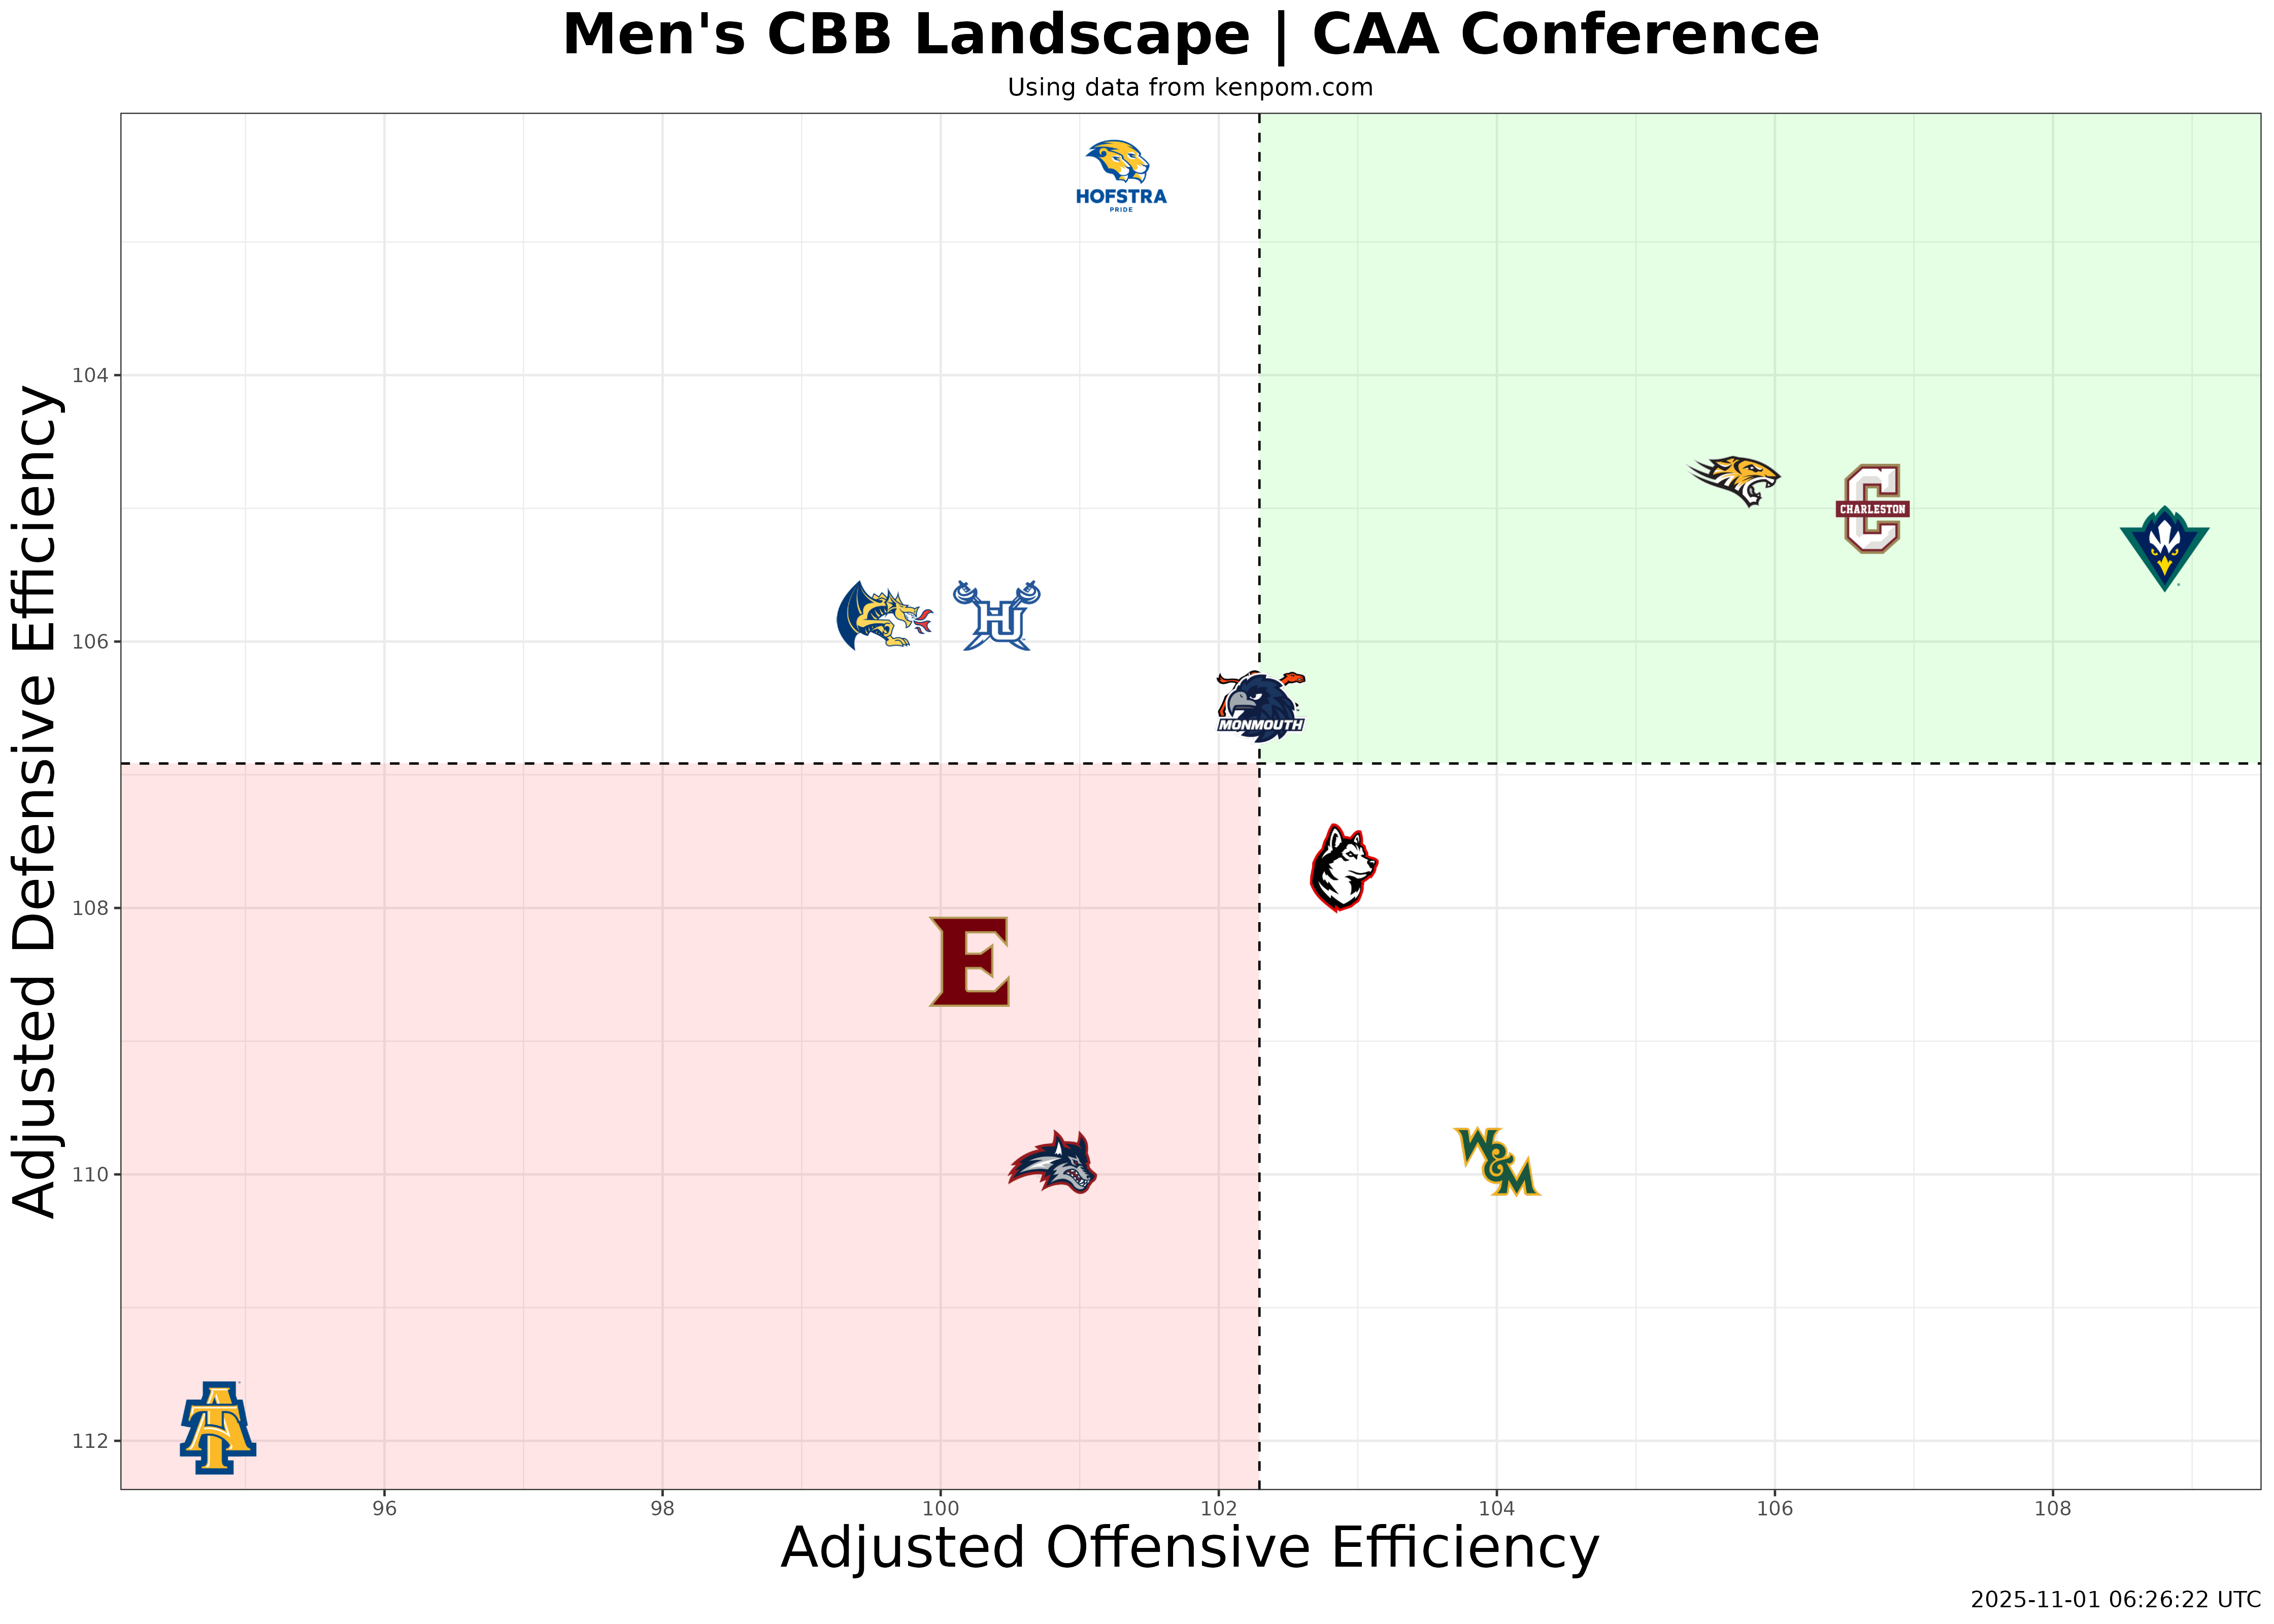 Men's CBB Landscape | CAA Conference
Using data from kenpom.com
HOFSTRA
PRIDE
104
CHARLESTON
HU
106
MONMOUTH
Adjusted Defensive Efficiency
108
E
W&M
110
AT
112
96 98 100 102 104 106 108
Adjusted Offensive Efficiency
2025-11-01 06:26:22 UTC